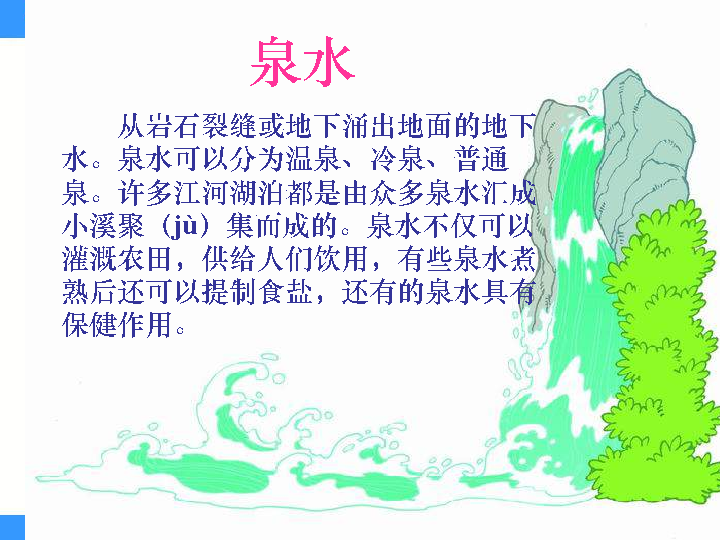 泉水
从岩石裂缝或地下涌出地面的地下
水。泉水可以分为温泉、冷泉、普通
泉。许多江河湖泊都是由众多泉水汇成
小溪聚（jù）集而成的。泉水不仅可以
灌溉农田，供给人们饮用，有些泉水煮
熟后还可以提制食盐，还有的泉水具有
保健作用。